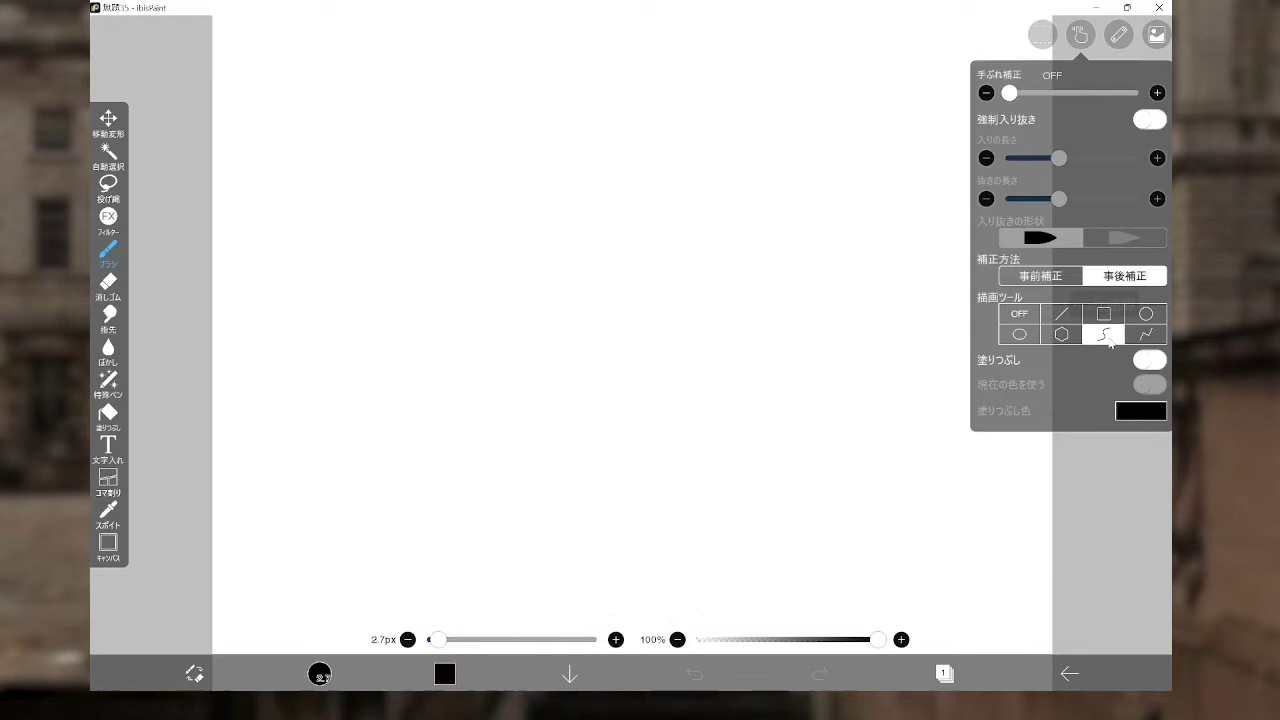 無題35 - ibisPaint
手ぶれ補正 OFF
強制入り抜き
入りの長さ
抜きの長さ
入り抜きの形状
補正方法
事前補正 事後補正
描画ツール
OFF
塗りつぶし
現在の色を使う
塗りつぶし色
移動変形
自動選択
投げ縄
FX
フィルター
ブラシ
消しゴム
指先
ぼかし
特殊ペン
塗りつぶし
T
文字入れ
コマ割り
スポイト
キャンバス
2.7px 100%
2.7
1